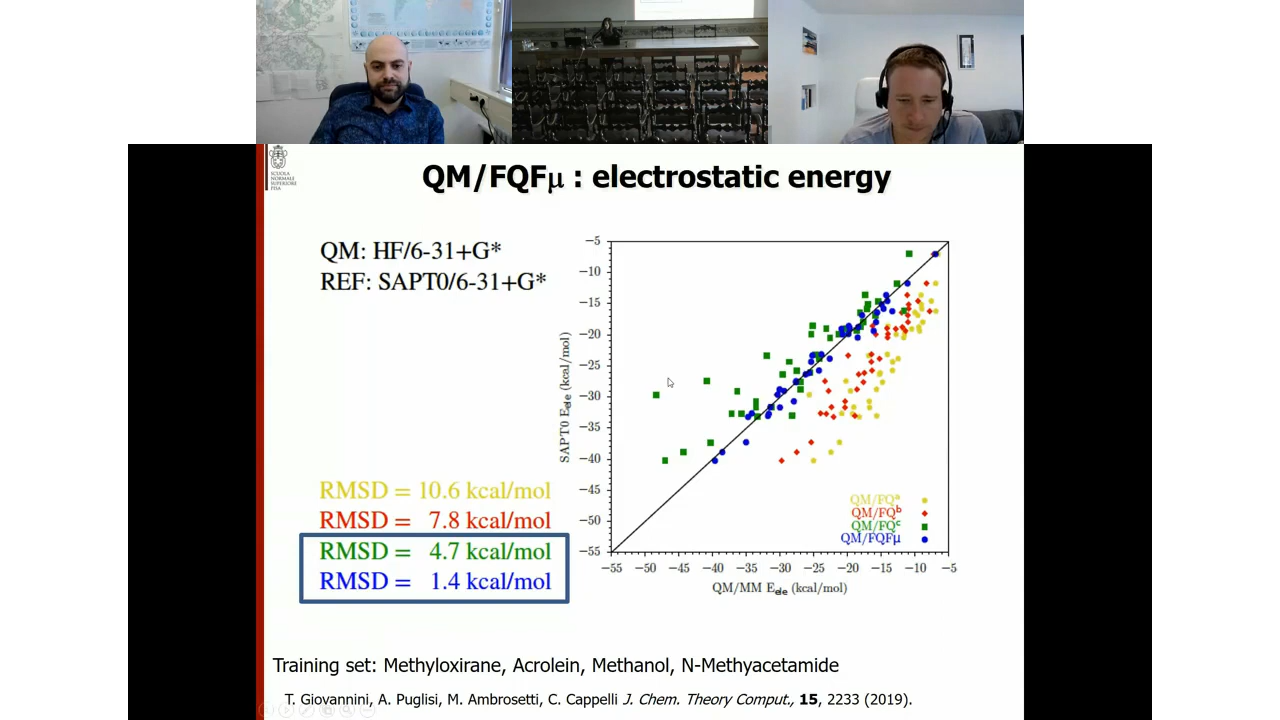 SCUOLA
NORMALE
SUPERIORE
PISA
QM/FQFμ : electrostatic energy
QM: HF/6-31+G*
REF: SAPT0/6-31+G*
RMSD = 10.6 kcal/mol
RMSD = 7.8 kcal/mol
RMSD = 4.7 kcal/mol
RMSD = 1.4 kcal/mol
SAPT0 Eele (kcal/mol)
−5
−10
−15
−20
−25
−30
−35
−40
−45
−50
−55
QM/FQa
QM/FQb
QM/FQc
QM/FQFμ
−55 −50 −45 −40 −35 −30 −25 −20 −15 −10 −5
QM/MM Eele (kcal/mol)
Training set: Methyloxirane, Acrolein, Methanol, N-Methyacetamide
T. Giovannini, A. Puglisi, M. Ambrosetti, C. Cappelli J. Chem. Theory Comput., 15, 2233 (2019).